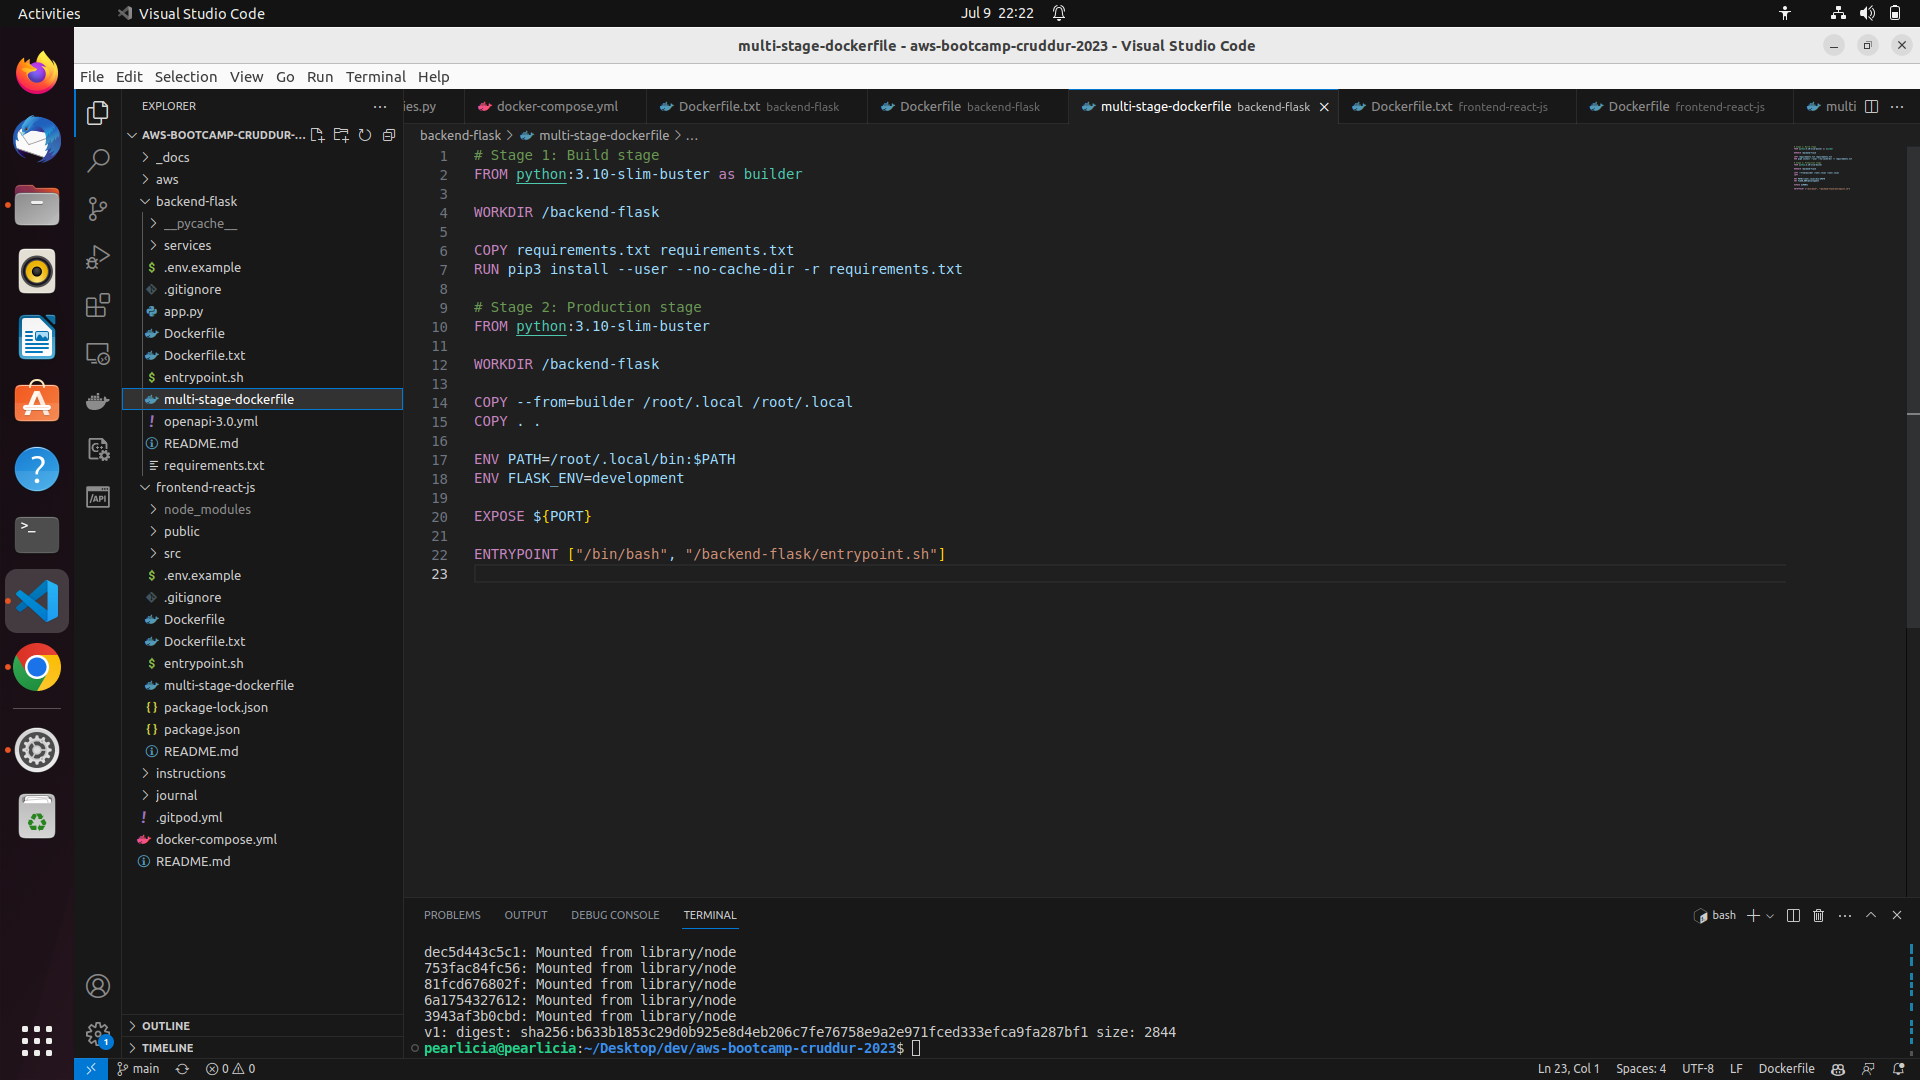 Activities
Visual Studio Code
Jul 9 22:22
multi-stage-dockerfile - aws-bootcamp-cruddur-2023 - Visual Studio Code
File Edit Selection View Go Run Terminal Help
EXPLORER
ies.py
docker-compose.yml
Dockerfile.txt backend-flask
Dockerfile backend-flask
multi-stage-dockerfile backend-flask
Dockerfile.txt frontend-react-js
Dockerfile frontend-react-js
multi
AWS-BOOTCAMP-CRUDDUR-...
_docs
aws
backend-flask
__pycache__
services
.env.example
.gitignore
app.py
Dockerfile
Dockerfile.txt
entrypoint.sh
multi-stage-dockerfile
openapi-3.0.yml
README.md
requirements.txt
frontend-react-js
node_modules
public
src
.env.example
.gitignore
Dockerfile
Dockerfile.txt
entrypoint.sh
multi-stage-dockerfile
package-lock.json
package.json
README.md
instructions
journal
.gitpod.yml
docker-compose.yml
README.md
OUTLINE
TIMELINE
backend-flask > multi-stage-dockerfile > ...
1 # Stage 1: Build stage
2 FROM python:3.10-slim-buster as builder
3
4 WORKDIR /backend-flask
5
6 COPY requirements.txt requirements.txt
7 RUN pip3 install --user --no-cache-dir -r requirements.txt
8
9 # Stage 2: Production stage
10 FROM python:3.10-slim-buster
11
12 WORKDIR /backend-flask
13
14 COPY --from=builder /root/.local /root/.local
15 COPY . .
16
17 ENV PATH=/root/.local/bin:$PATH
18 ENV FLASK_ENV=development
19
20 EXPOSE ${PORT}
21
22 ENTRYPOINT ["/bin/bash", "/backend-flask/entrypoint.sh"]
23
PROBLEMS OUTPUT DEBUG CONSOLE TERMINAL
bash
dec5d443c5c1: Mounted from library/node
753fac84fc56: Mounted from library/node
81fcd676802f: Mounted from library/node
6a1754327612: Mounted from library/node
3943af3b0cbd: Mounted from library/node
v1: digest: sha256:b633b1853c29d0b925e8d4eb206c7fe76758e9a2e971fced333efca9fa287bf1 size: 2844
pearlicia@pearlicia:~/Desktop/dev/aws-bootcamp-cruddur-2023$
main
0 0
Ln 23, Col 1 Spaces: 4 UTF-8 LF Dockerfile